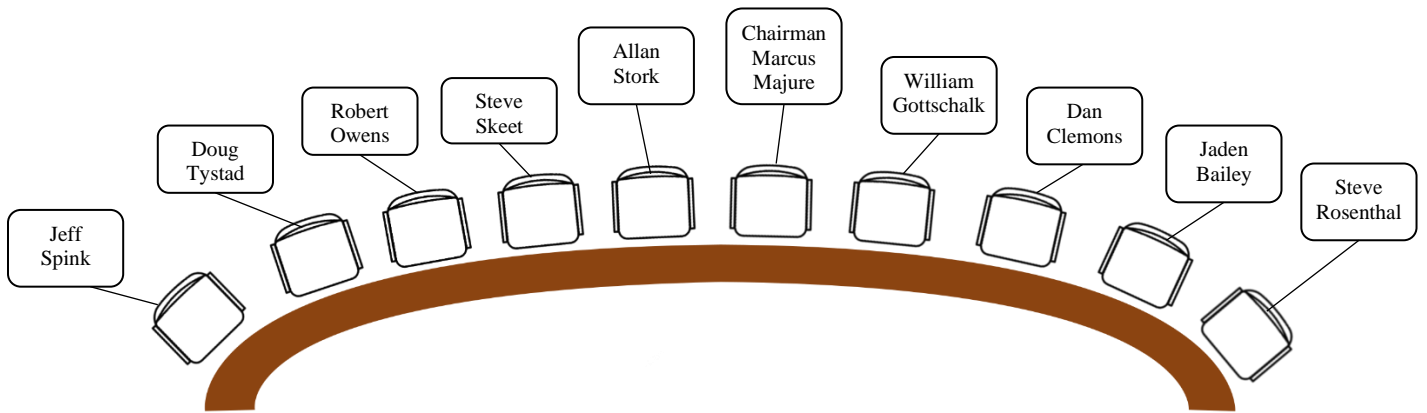 Jeff
Spink
Doug
Tystad
Robert
Owens
Steve
Skeet
Allan
Stork
Chairman
Marcus
Majure
William
Gottschalk
Dan
Clemons
Jaden
Bailey
Steve
Rosenthal